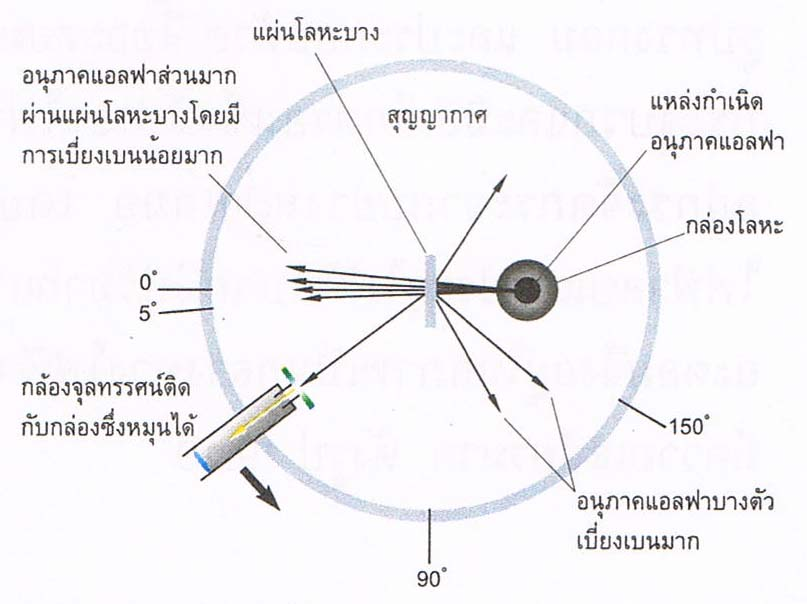 แผ่นโลหะบาง
อนุภาคแอลฟาส่วนมาก
ผ่านแผ่นโลหะบางโดยมี
การเบี่ยงเบนน้อยมาก
สุญญากาศ
แหล่งกำเนิด
อนุภาคแอลฟา
กล่องโลหะ
0°
5°
กล้องจุลทรรศน์ติด
กับกล่องซึ่งหมุนได้
150°
อนุภาคแอลฟาบางตัว
เบี่ยงเบนมาก
90°